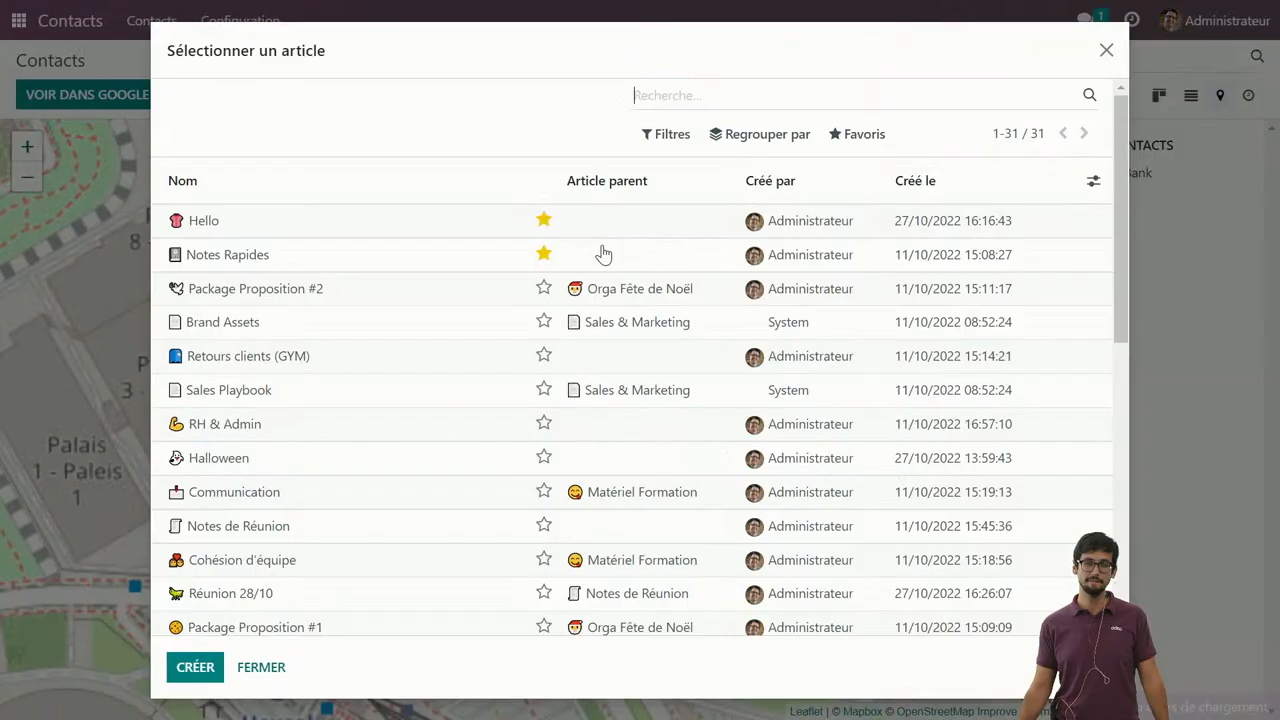 Contacts
Contacts Configuration
1
Administrateur
Contacts
VOIR DANS GOOGLE
Sélectionner un article
Recherche...
Filtres Regrouper par Favoris 1-31 / 31
Nom Article parent Créé par Créé le
Hello Administrateur 27/10/2022 16:16:43
Notes Rapides Administrateur 11/10/2022 15:08:27
Package Proposition #2 Orga Fête de Noël Administrateur 11/10/2022 15:11:17
Brand Assets Sales & Marketing System 11/10/2022 08:52:24
Retours clients (GYM) Administrateur 11/10/2022 15:14:21
Sales Playbook Sales & Marketing System 11/10/2022 08:52:24
RH & Admin Administrateur 11/10/2022 16:57:10
Halloween Administrateur 27/10/2022 13:59:43
Communication Matériel Formation Administrateur 11/10/2022 15:19:13
Notes de Réunion Administrateur 11/10/2022 15:45:36
Cohésion d'équipe Matériel Formation Administrateur 11/10/2022 15:18:56
Réunion 28/10 Notes de Réunion Administrateur 27/10/2022 16:26:07
Package Proposition #1 Orga Fête de Noël Administrateur 11/10/2022 15:09:09
CRÉER FERMER
NTACTS
Bank
+
−
8 -
3 -
Palais
1 - Paleis
1
odoo
Leaflet | © Mapbox © OpenStreetMap Improve
de chargement